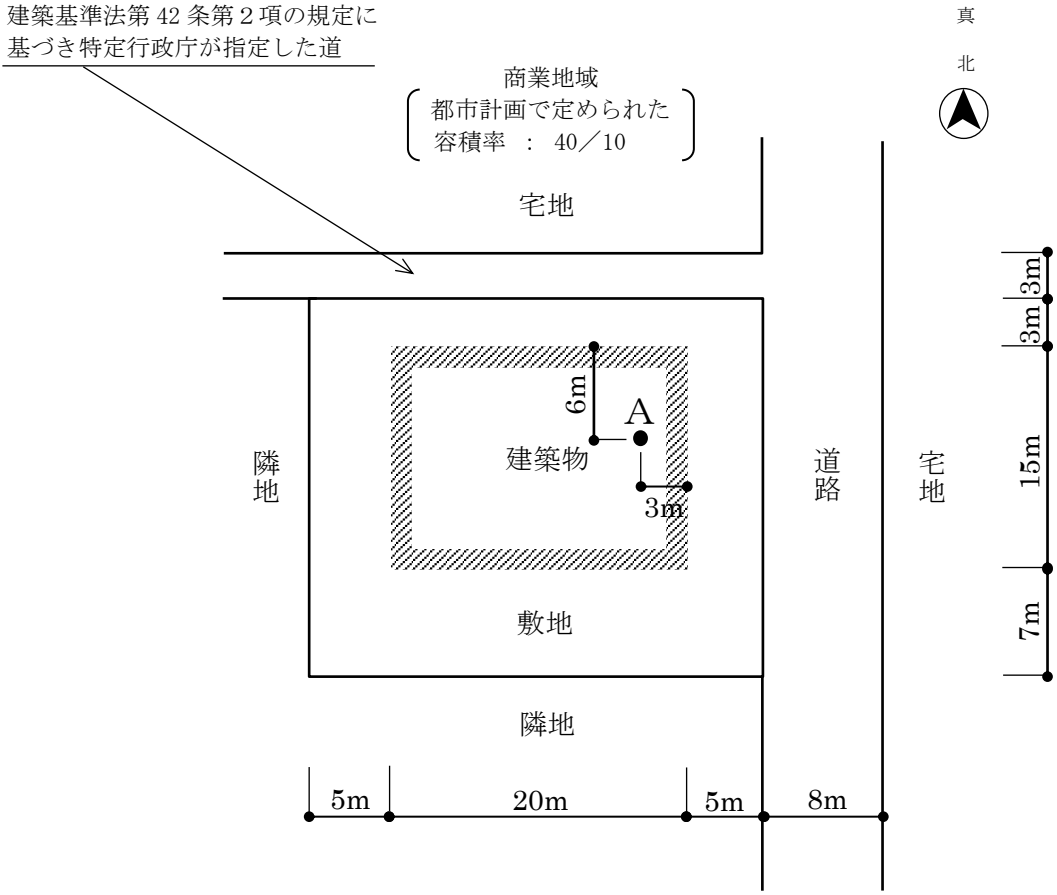 建築基準法第 42 条第２項の規定に
基づき特定行政庁が指定した道
真
北
商業地域
都市計画で定められた
容積率 ： 40／10
宅地
3m
3m
6m
A
建築物
3m
隣地
道路
宅地
15m
敷地
7m
隣地
5m
20m
5m
8m